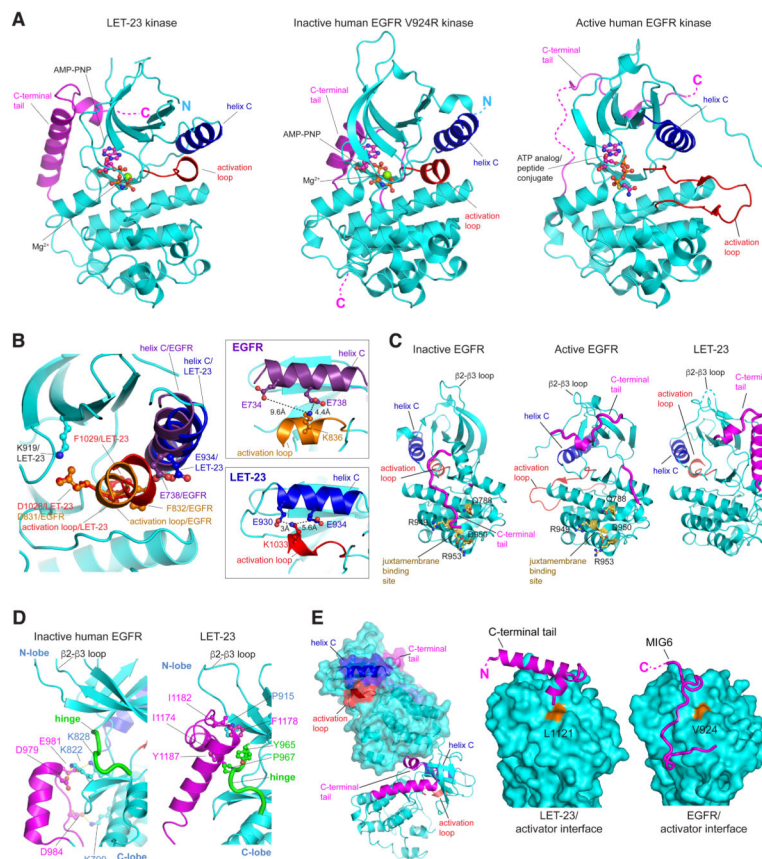 A
LET-23 kinase
AMP-PNP
C-terminal
tail
C
N
helix C
activation
loop
Mg²⁺
Inactive human EGFR V924R kinase
C-terminal
tail
AMP-PNP
Mg²⁺
N
helix C
activation
loop
C
Active human EGFR kinase
C-terminal
tail
C
helix C
ATP analog/
peptide
conjugate
activation
loop
B
helix C/EGFR
helix C/
LET-23
F1029/LET-23
K919/
LET-23
E934/
LET-23
D1028/LET-23
D831/EGFR
E738/EGFR
F832/EGFR
activation loop/LET-23
activation loop/EGFR
EGFR
helix C
E734
E738
9.6Å
4.4Å
K836
activation loop
LET-23
helix C
E930
E934
3Å
5.6Å
K1033
activation loop
C
Inactive EGFR
β2-β3 loop
helix C
activation
loop
Q788
R949
D950
R953
C-terminal
tail
juxtamembrane
binding
site
Active EGFR
β2-β3 loop
C-terminal
tail
helix C
activation
loop
Q788
R949
D950
R953
juxtamembrane
binding
site
LET-23
β2-β3 loop
C-terminal
tail
activation
loop
helix C
D
Inactive human EGFR
N-lobe
β2-β3 loop
hinge
K828
E981
K822
D979
D984
C-lobe
LET-23
β2-β3 loop
N-lobe
I1182
P915
I1174
F1178
Y1187
Y965
P967
hinge
C-lobe
E
helix C
C-terminal
tail
activation
loop
helix C
C-terminal
tail
activation
loop
C-terminal tail
N
L1121
LET-23/
activator interface
MIG6
C
V924
EGFR/
activator interface